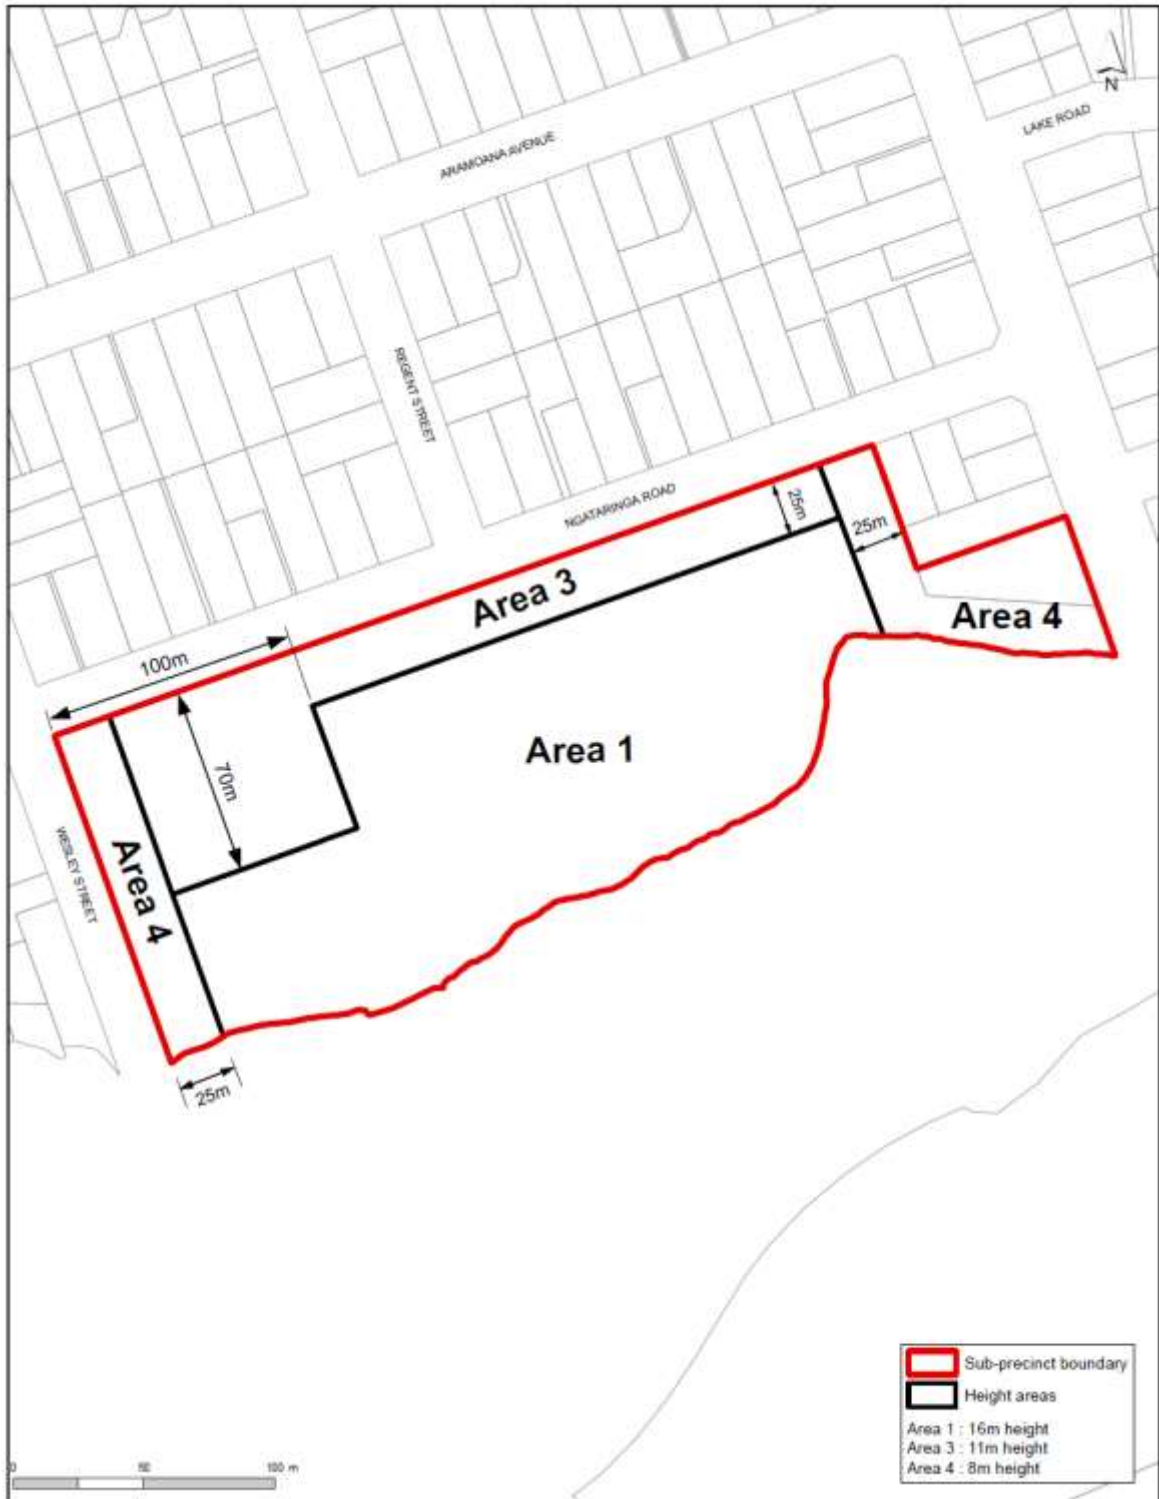 N
LAKE ROAD
ARAMOANA AVENUE
REGENT STREET
NGATARINGA ROAD
25m
25m
Area 3
Area 4
100m
Area 1
70m
WESLEY STREET
Area 4
25m
Sub-precinct boundary
Height areas
Area 1 : 16m height
Area 3 : 11m height
Area 4 : 8m height
0 50 100 m